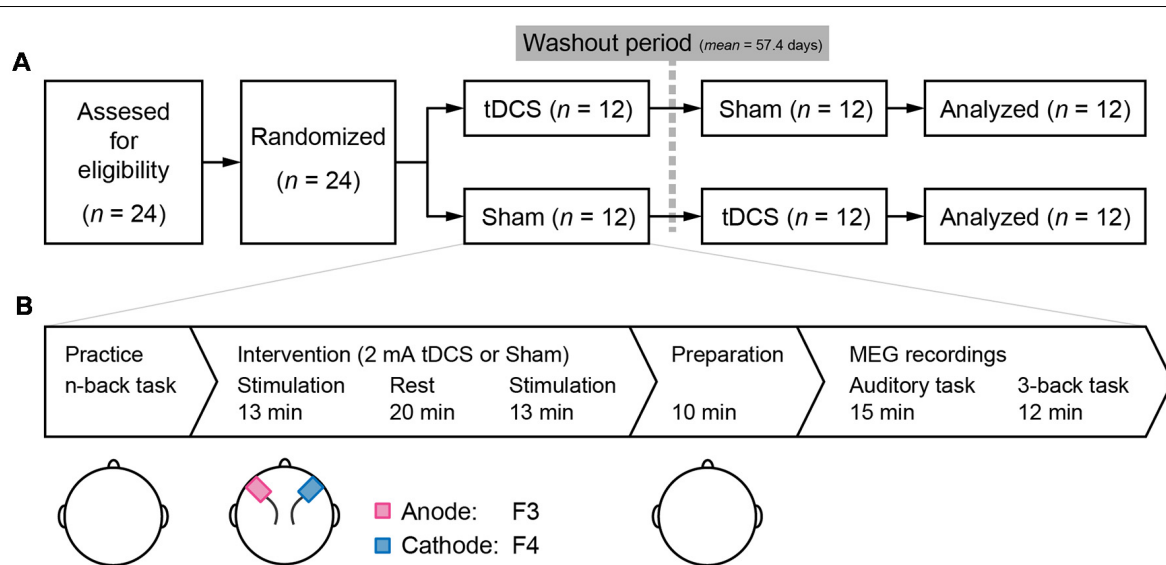 A
Washout period (mean = 57.4 days)
Assesed
for
eligibility
(n = 24)
Randomized
(n = 24)
tDCS (n = 12)
Sham (n = 12)
Analyzed (n = 12)
Sham (n = 12)
tDCS (n = 12)
Analyzed (n = 12)
B
Practice
n-back task
Intervention (2 mA tDCS or Sham)
Stimulation
13 min
Rest
20 min
Stimulation
13 min
Preparation
10 min
MEG recordings
Auditory task
15 min
3-back task
12 min
Anode: F3
Cathode: F4